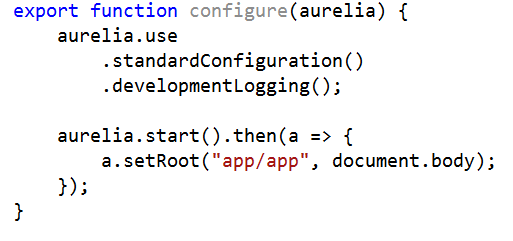 export function configure(aurelia) {
    aurelia.use
        .standardConfiguration()
        .developmentLogging();

    aurelia.start().then(a => {
        a.setRoot("app/app", document.body);
    });
}